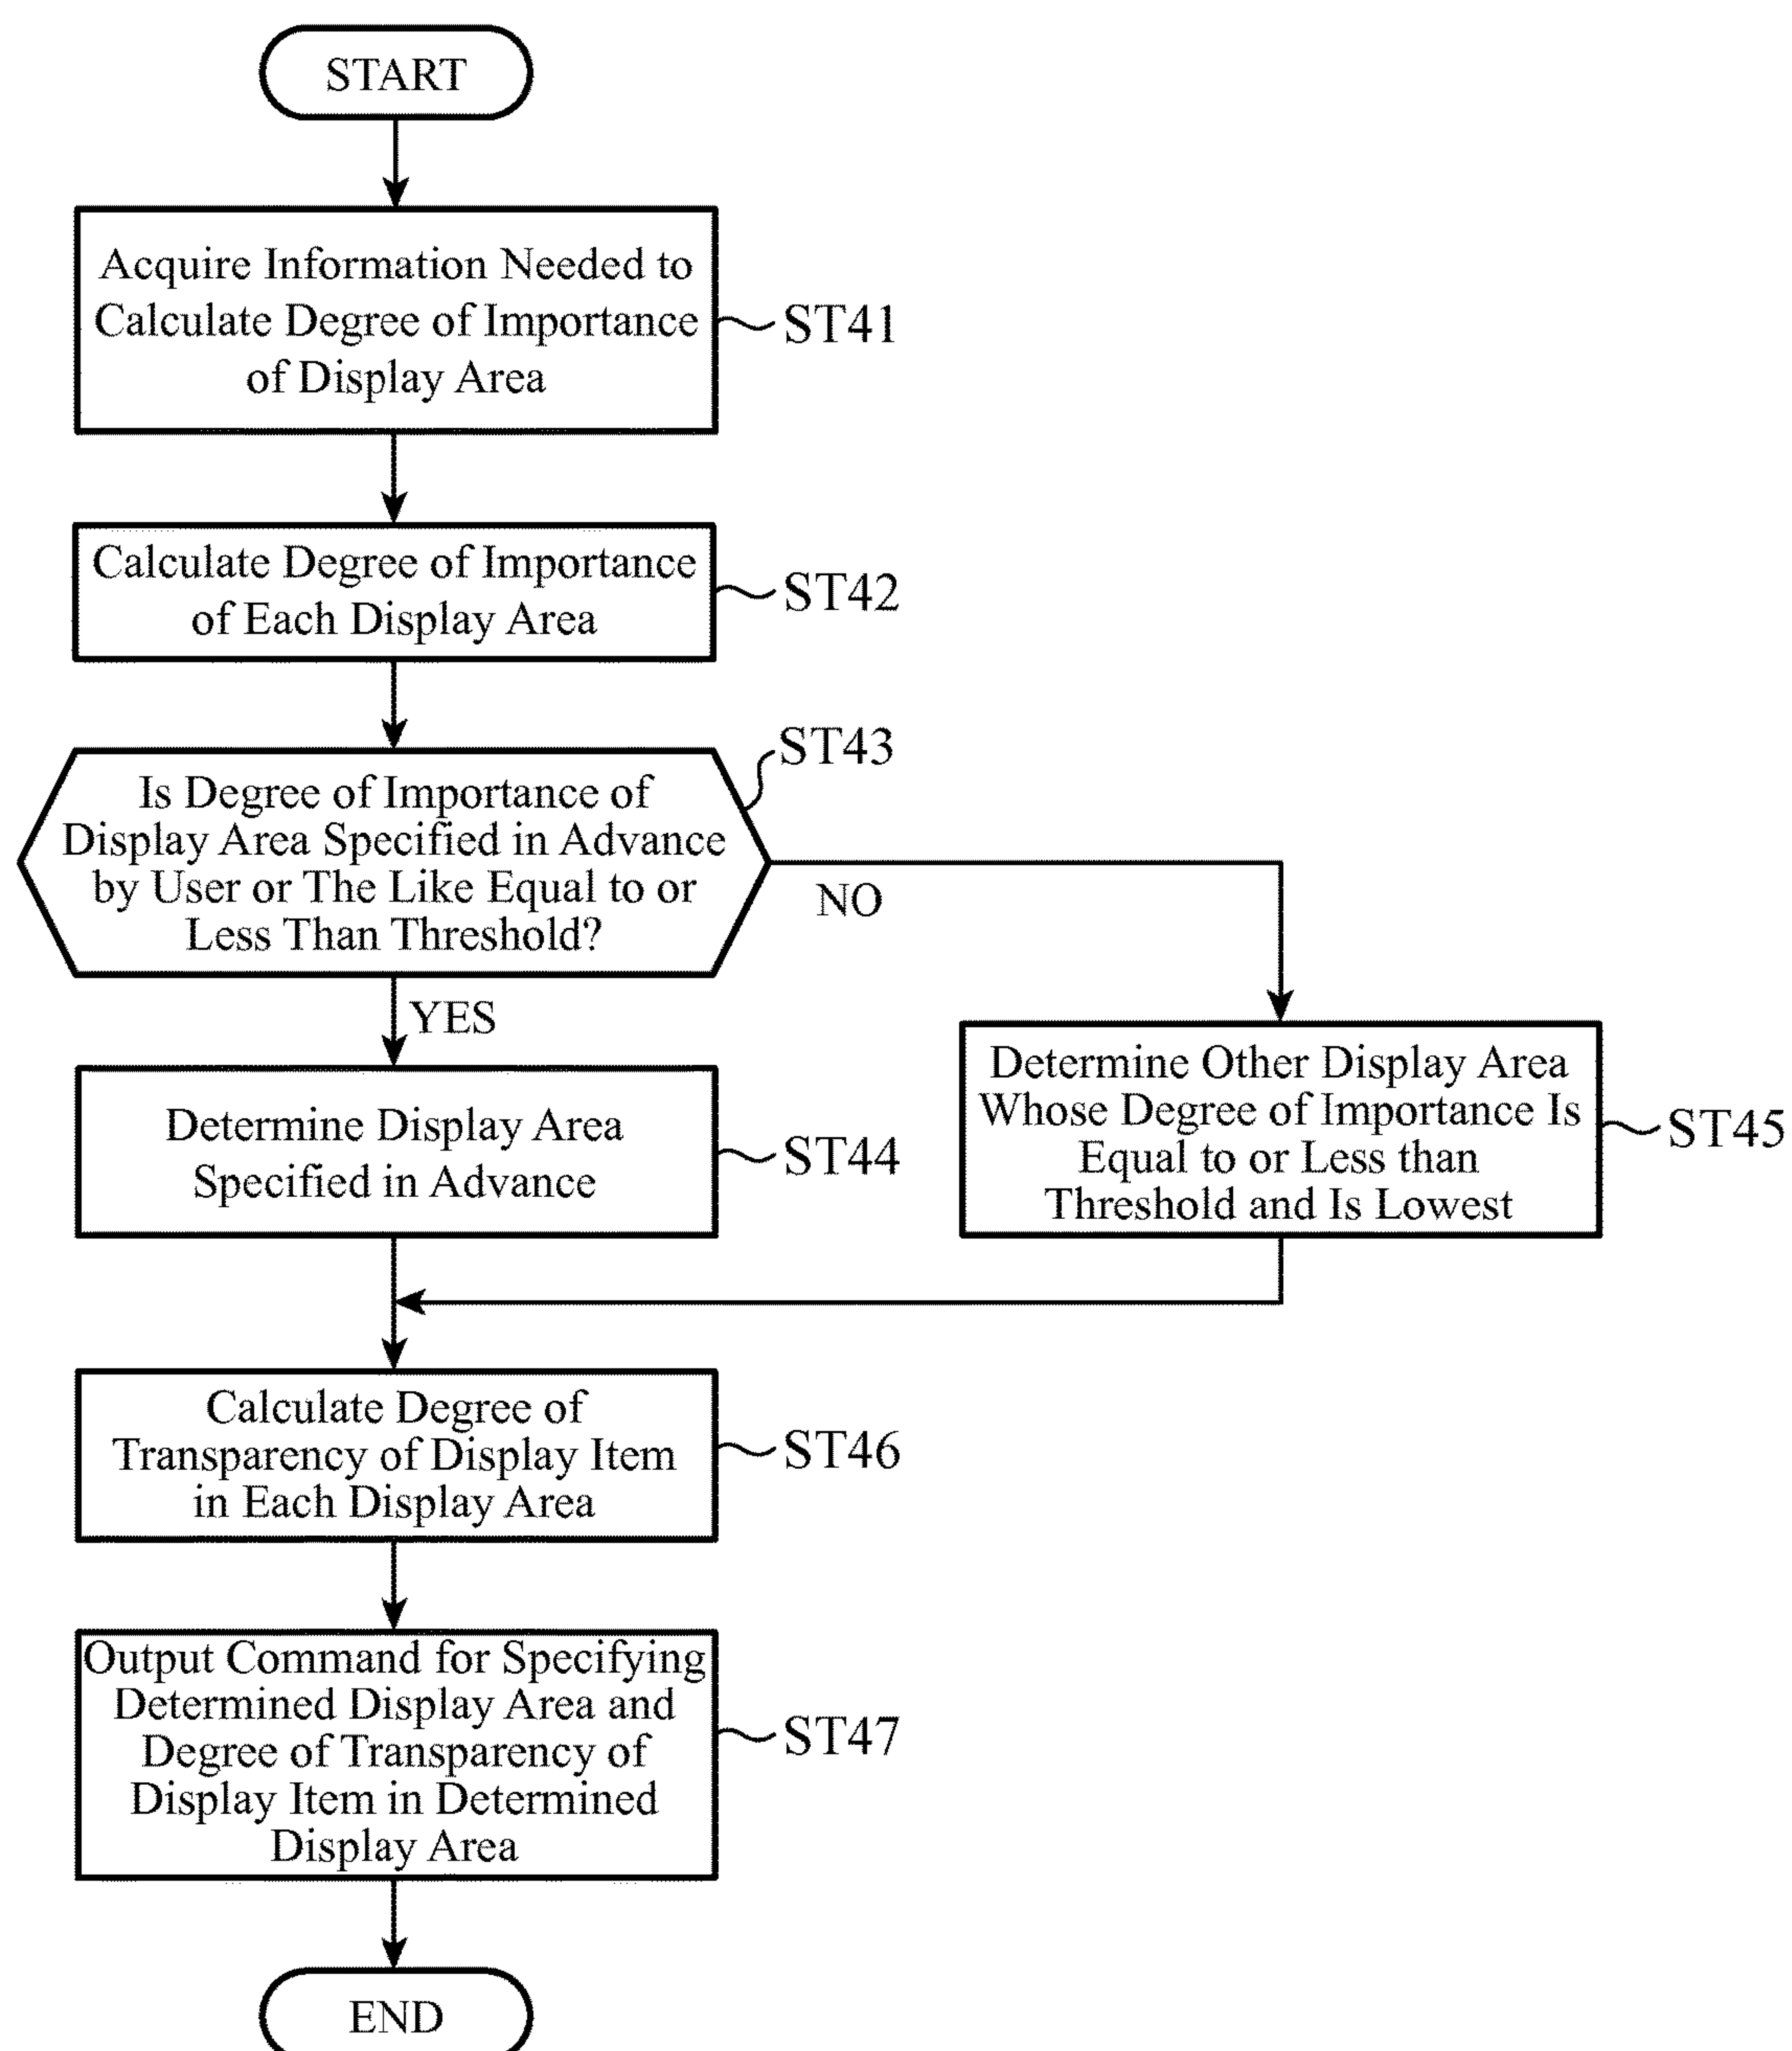 START
Acquire Information Needed to
Calculate Degree of Importance
of Display Area
ST41
Calculate Degree of Importance
of Each Display Area
ST42
ST43
Is Degree of Importance of
Display Area Specified in Advance
by User or The Like Equal to or
Less Than Threshold?
NO
YES
Determine Display Area
Specified in Advance
ST44
Determine Other Display Area
Whose Degree of Importance Is
Equal to or Less than
Threshold and Is Lowest
ST45
Calculate Degree of
Transparency of Display Item
in Each Display Area
ST46
Output Command for Specifying
Determined Display Area and
Degree of Transparency of
Display Item in Determined
Display Area
ST47
END